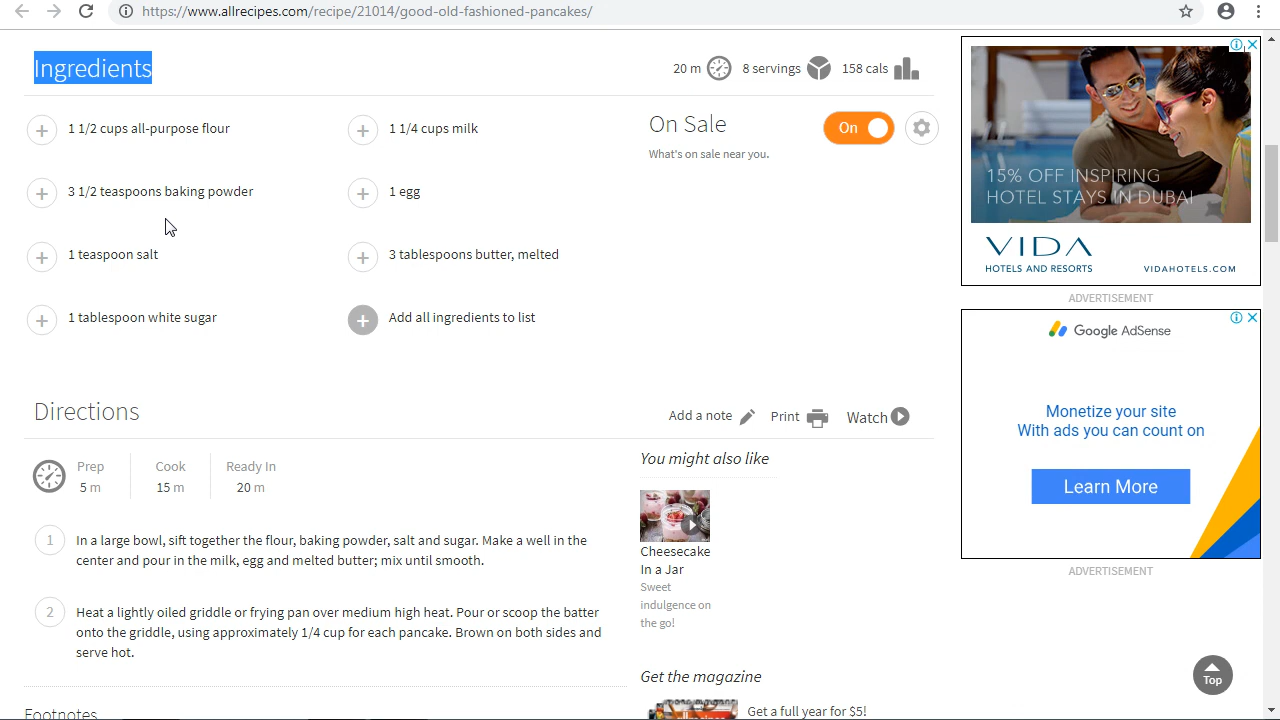 https://www.allrecipes.com/recipe/21014/good-old-fashioned-pancakes/
Ingredients
20 m 8 servings 158 cals
1 1/2 cups all-purpose flour
3 1/2 teaspoons baking powder
1 teaspoon salt
1 tablespoon white sugar
1 1/4 cups milk
1 egg
3 tablespoons butter, melted
Add all ingredients to list
On Sale
On
What's on sale near you.
Directions
Add a note Print Watch
Prep Cook Ready In
5 m 15 m 20 m
1 In a large bowl, sift together the flour, baking powder, salt and sugar. Make a well in the
center and pour in the milk, egg and melted butter; mix until smooth.
2 Heat a lightly oiled griddle or frying pan over medium high heat. Pour or scoop the batter
onto the griddle, using approximately 1/4 cup for each pancake. Brown on both sides and
serve hot.
Footnotes
You might also like
Cheesecake
In a Jar
Sweet
indulgence on
the go!
Get the magazine
allrecipes
Get a full year for $5!
15% OFF INSPIRING
HOTEL STAYS IN DUBAI
VIDA
HOTELS AND RESORTS VIDAHOTELS.COM
ADVERTISEMENT
Google AdSense
Monetize your site
With ads you can count on
Learn More
ADVERTISEMENT
Top